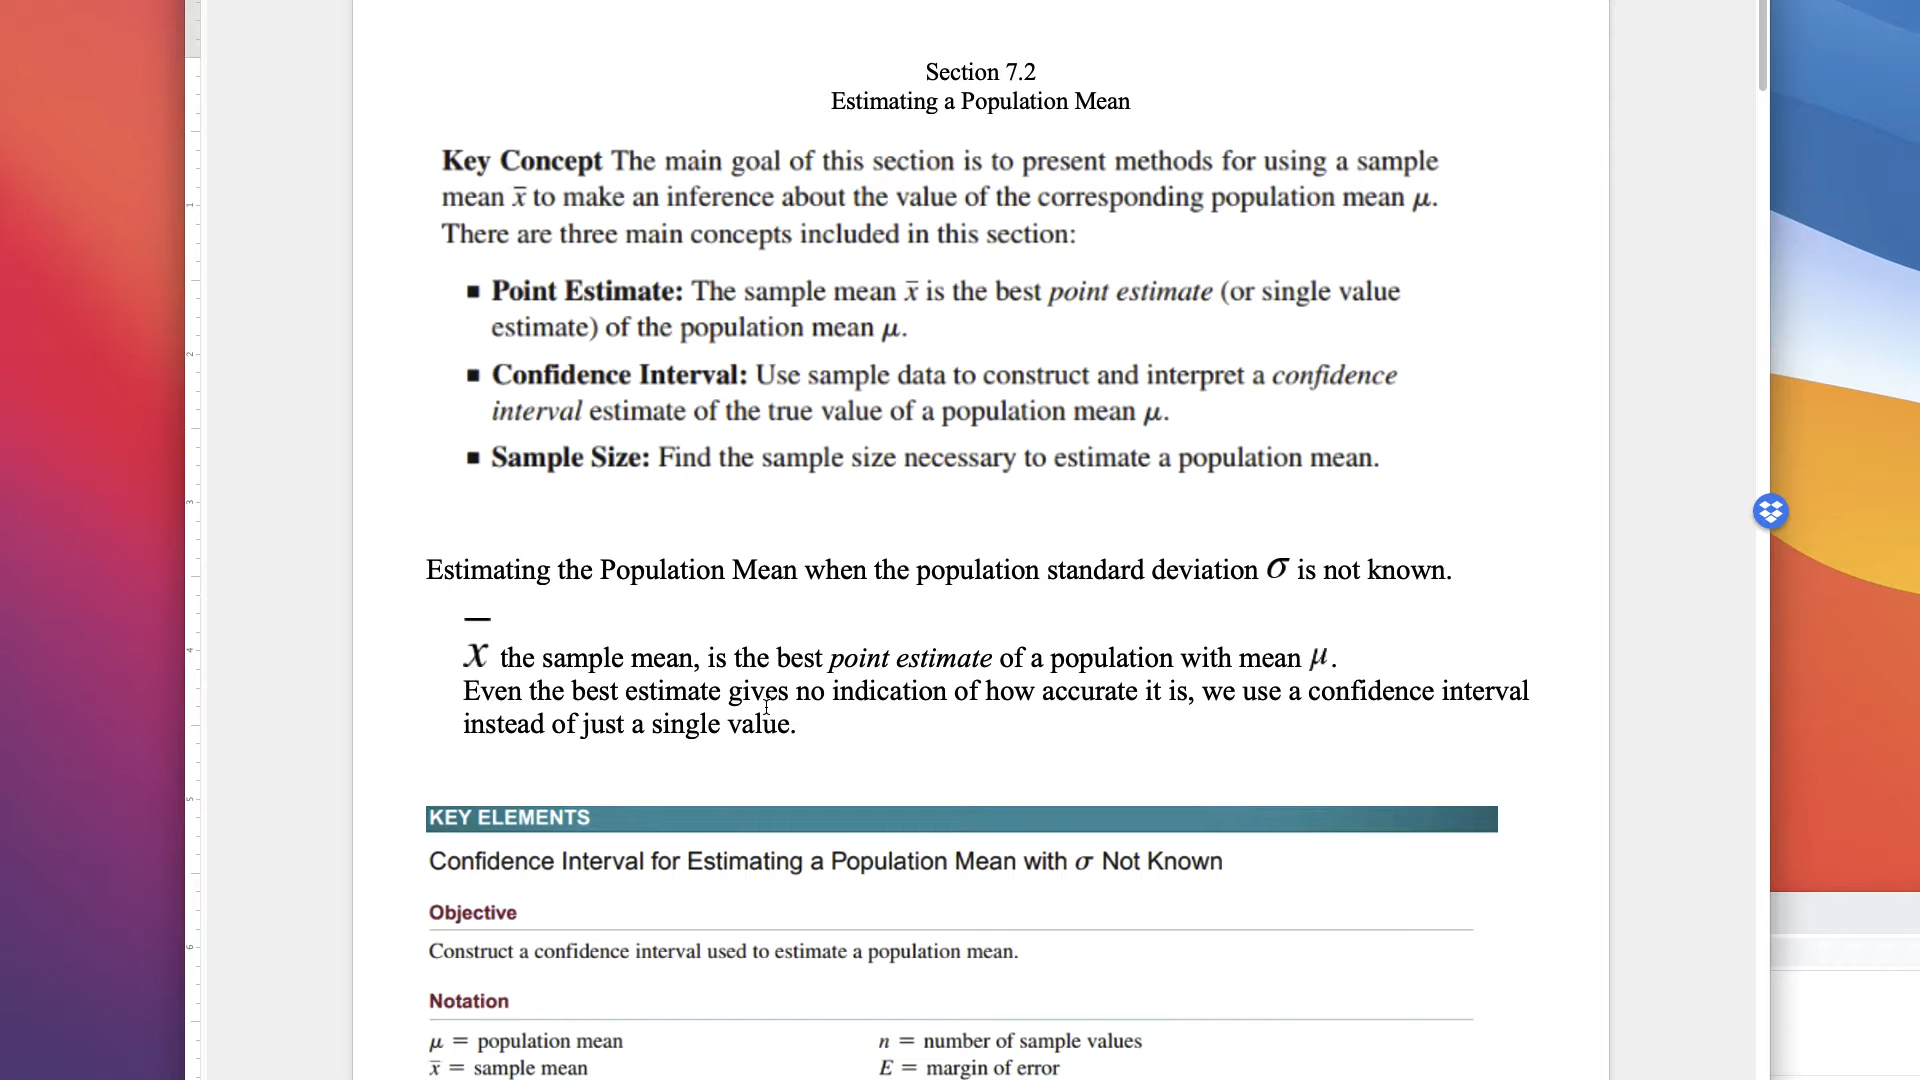 Section 7.2
Estimating a Population Mean
Key Concept The main goal of this section is to present methods for using a sample
mean x̄ to make an inference about the value of the corresponding population mean μ.
There are three main concepts included in this section:
■ Point Estimate: The sample mean x̄ is the best point estimate (or single value
estimate) of the population mean μ.
■ Confidence Interval: Use sample data to construct and interpret a confidence
interval estimate of the true value of a population mean μ.
■ Sample Size: Find the sample size necessary to estimate a population mean.
Estimating the Population Mean when the population standard deviation σ is not known.
x̄ the sample mean, is the best point estimate of a population with mean μ.
Even the best estimate gives no indication of how accurate it is, we use a confidence interval
instead of just a single value.
KEY ELEMENTS
Confidence Interval for Estimating a Population Mean with σ Not Known
Objective
Construct a confidence interval used to estimate a population mean.
Notation
μ = population mean
n = number of sample values
x̄ = sample mean
E = margin of error
1
2
3
4
5
6